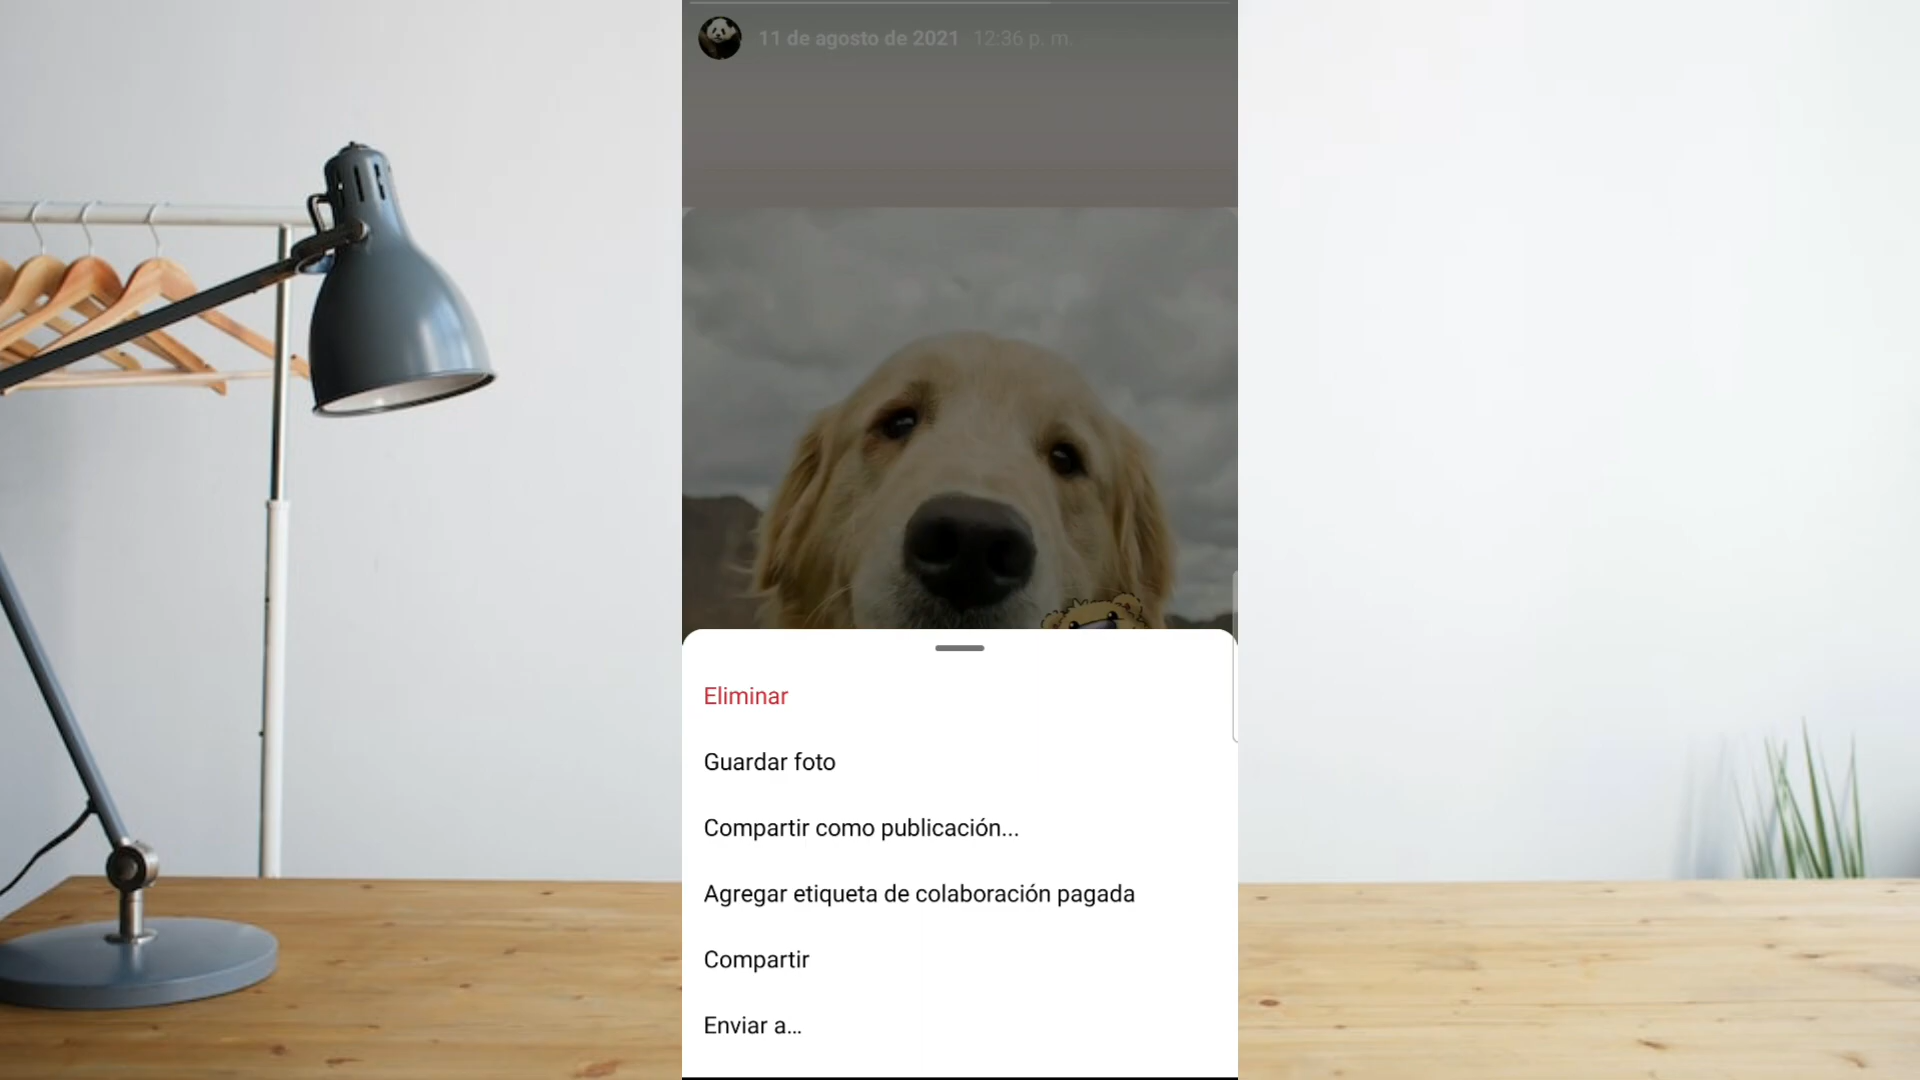 11 de agosto de 2021 12:36 p. m.
Eliminar
Guardar foto
Compartir como publicación...
Agregar etiqueta de colaboración pagada
Compartir
Enviar a...